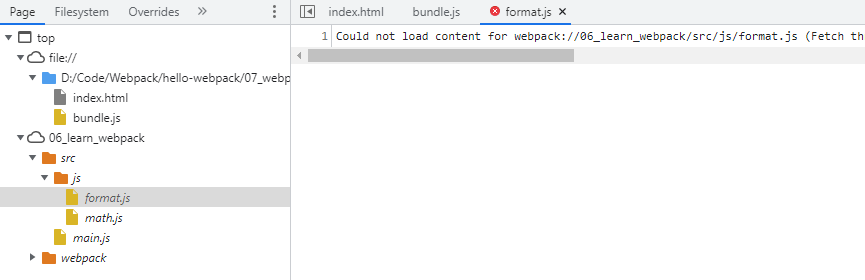 Page Filesystem Overrides »
index.html bundle.js format.js ×
top
file://
D:/Code/Webpack/hello-webpack/07_webp
index.html
bundle.js
06_learn_webpack
src
js
format.js
math.js
main.js
webpack
1 Could not load content for webpack://06_learn_webpack/src/js/format.js (Fetch th